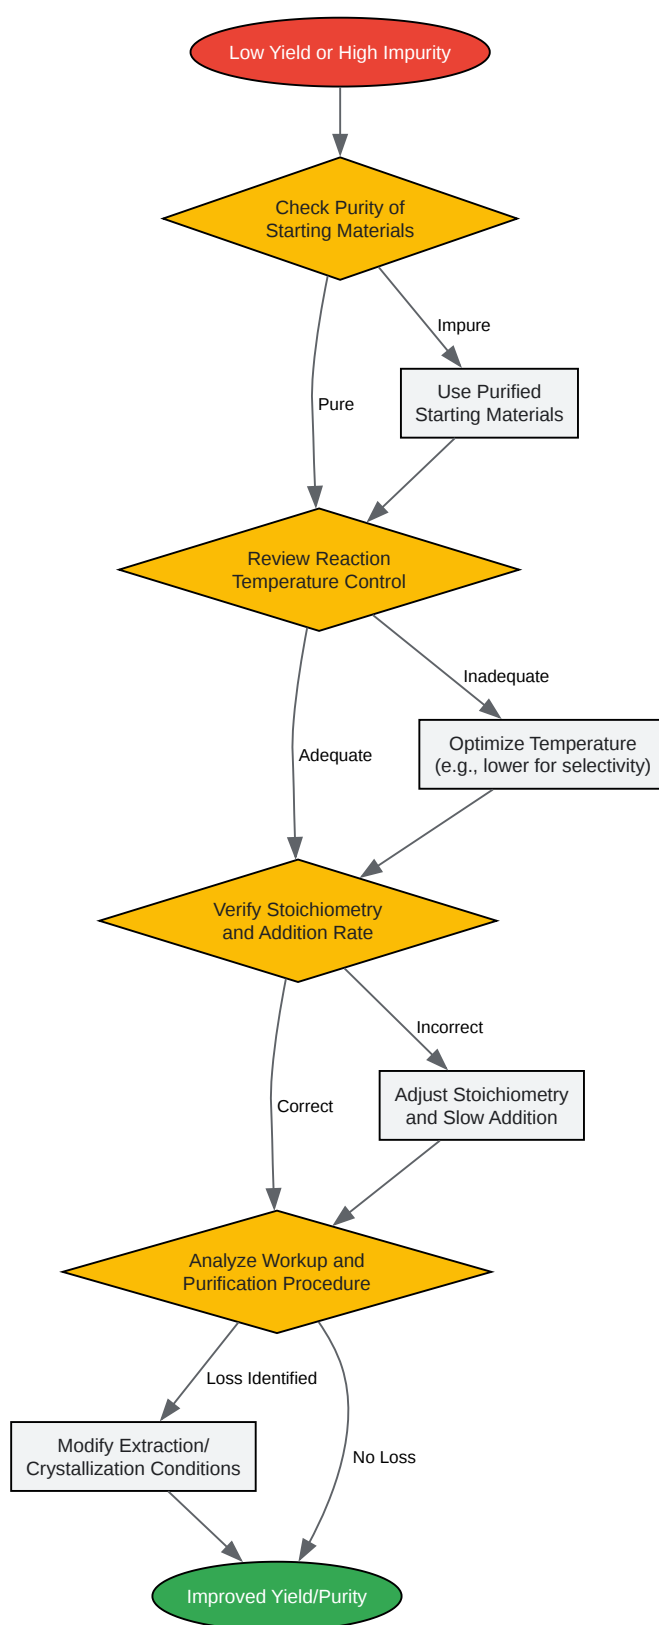 Low Yield or High Impurity
Check Purity of
Starting Materials
Impure
Pure
Use Purified
Starting Materials
Review Reaction
Temperature Control
Inadequate
Adequate
Optimize Temperature
(e.g., lower for selectivity)
Verify Stoichiometry
and Addition Rate
Incorrect
Correct
Adjust Stoichiometry
and Slow Addition
Analyze Workup and
Purification Procedure
Loss Identified
No Loss
Modify Extraction/
Crystallization Conditions
Improved Yield/Purity